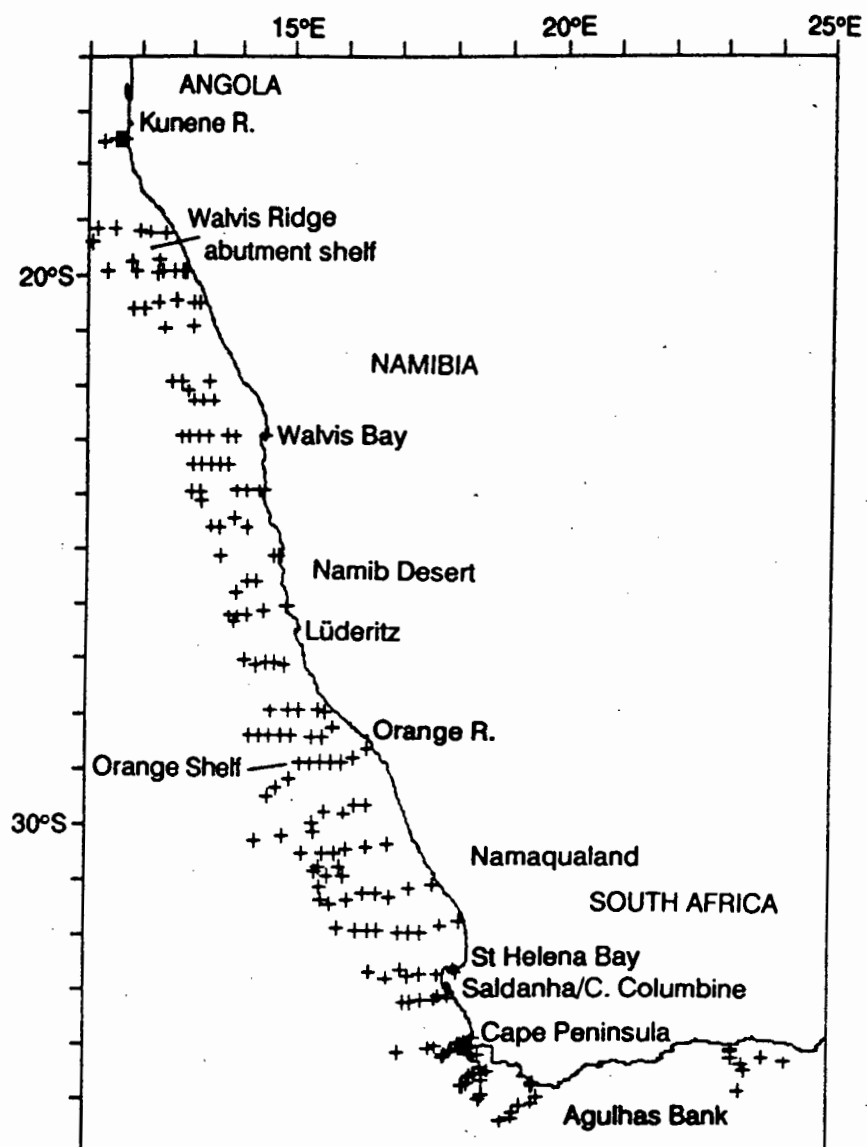 15ºE 20ºE 25ºE
ANGOLA
Kunene R.
Walvis Ridge
abutment shelf
20ºS
NAMIBIA
Walvis Bay
Namib Desert
Lüderitz
Orange R.
Orange Shelf
30ºS
Namaqualand
SOUTH AFRICA
St Helena Bay
Saldanha/C. Columbine
Cape Peninsula
Agulhas Bank